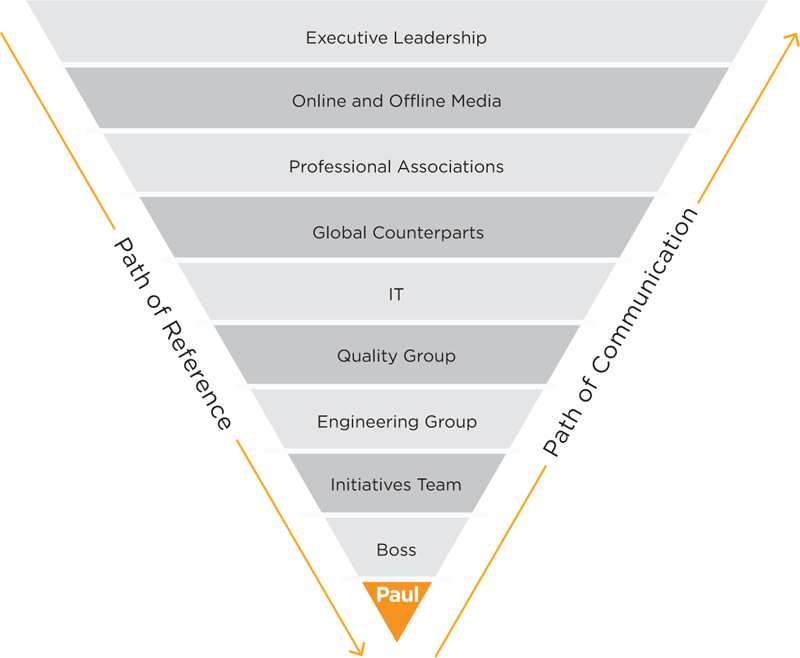 Executive Leadership
Online and Offline Media
Professional Associations
Global Counterparts
IT
Quality Group
Engineering Group
Initiatives Team
Boss
Paul
Path of Reference
Path of Communication